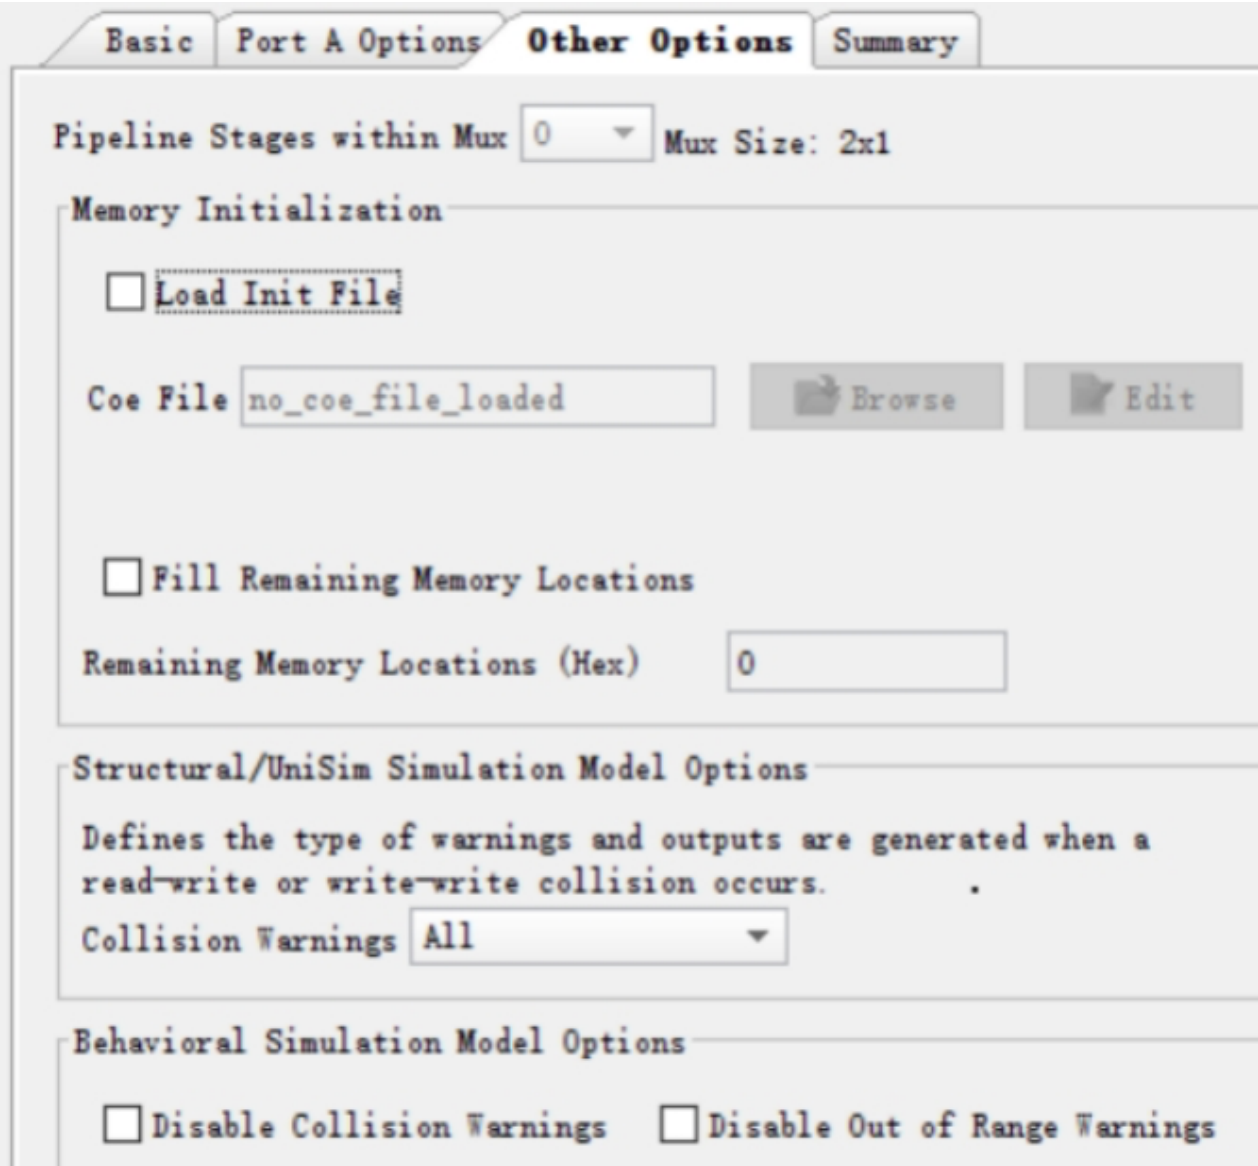 Basic Port A Options Other Options Summary
Pipeline Stages within Mux 0 Mux Size: 2x1
Memory Initialization
Load Init File
Coe File no_coe_file_loaded Browse Edit
Fill Remaining Memory Locations
Remaining Memory Locations (Hex) 0
Structural/UniSim Simulation Model Options
Defines the type of warnings and outputs are generated when a
read-write or write-write collision occurs. .
Collision Warnings All
Behavioral Simulation Model Options
Disable Collision Warnings Disable Out of Range Warnings